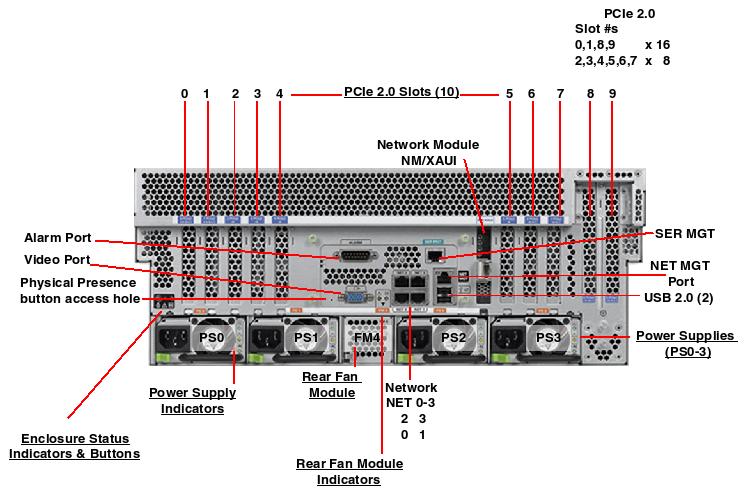 PCIe 2.0
Slot #s
0,1,8,9 x 16
2,3,4,5,6,7 x 8
0 1 2 3 4 PCIe 2.0 Slots (10) 5 6 7 8 9
Network Module
NM/XAUI
ALARM
SER MGT
Alarm Port
SER MGT
Video Port
NET MGT
Port
Physical Presence
button access hole
USB 2.0 (2)
PS0 PS1 FM4 PS2 PS3
Power Supplies
(PS0-3)
Power Supply
Indicators
Rear Fan
Module
Network
NET 0-3
2 3
0 1
Enclosure Status
Indicators & Buttons
Rear Fan Module
Indicators